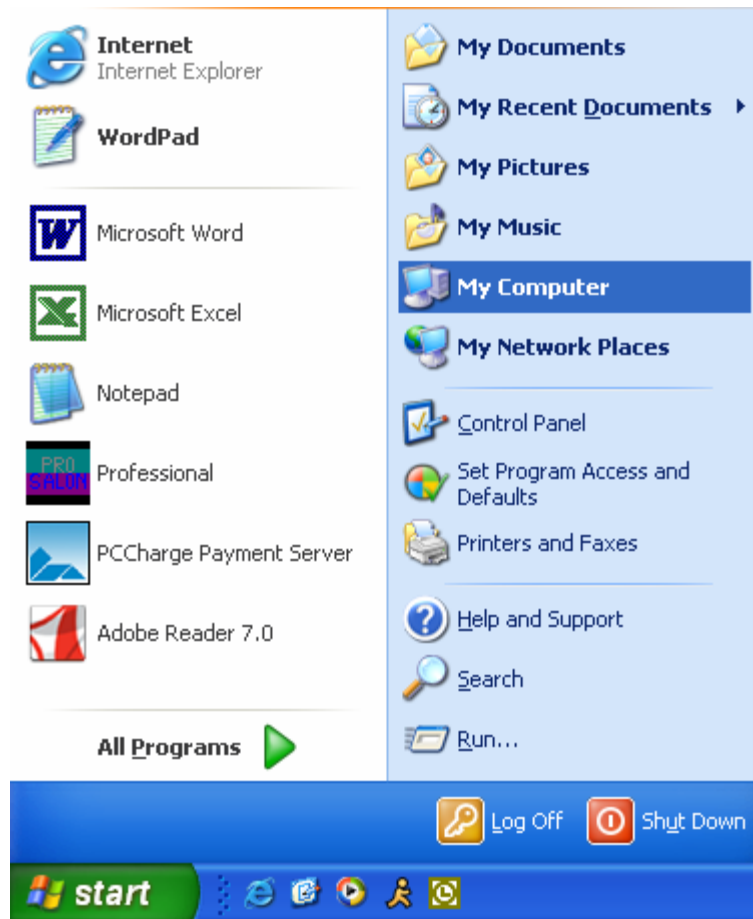 Internet
Internet Explorer
WordPad
Microsoft Word
Microsoft Excel
Notepad
PRO
SALON
Professional
PCCharge Payment Server
Adobe Reader 7.0
All Programs
My Documents
My Recent Documents
My Pictures
My Music
My Computer
My Network Places
Control Panel
Set Program Access and
Defaults
Printers and Faxes
Help and Support
Search
Run...
Log Off
Shut Down
start